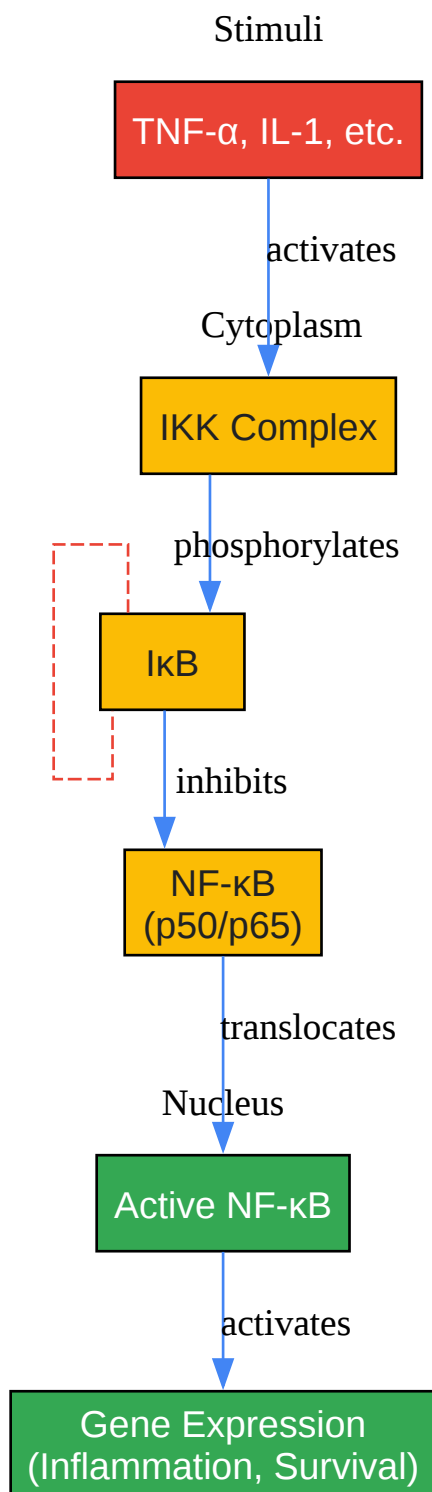 Stimuli
TNF-α, IL-1, etc.
activates
Cytoplasm
IKK Complex
phosphorylates
IκB
inhibits
NF-κB
(p50/p65)
translocates
Nucleus
Active NF-κB
activates
Gene Expression
(Inflammation, Survival)